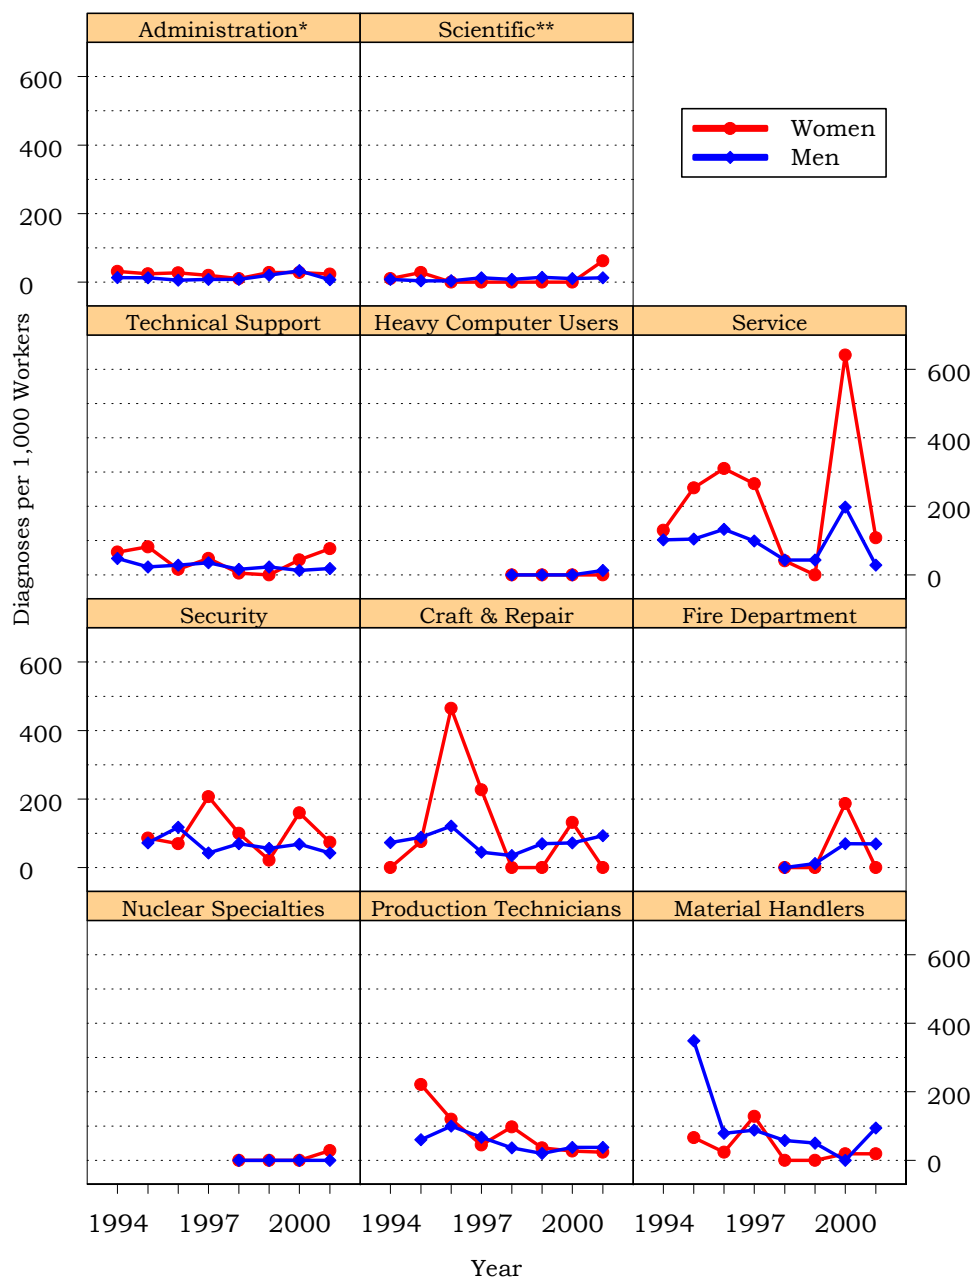 Administration*
Scientific**
600
400
200
0
Women
Men
Diagnoses per 1,000 Workers
Technical Support
Heavy Computer Users
Service
600
400
200
0
Security
Craft & Repair
Fire Department
600
400
200
0
Nuclear Specialties
Production Technicians
Material Handlers
600
400
200
0
1994 1997 2000 1994 1997 2000 1994 1997 2000
Year